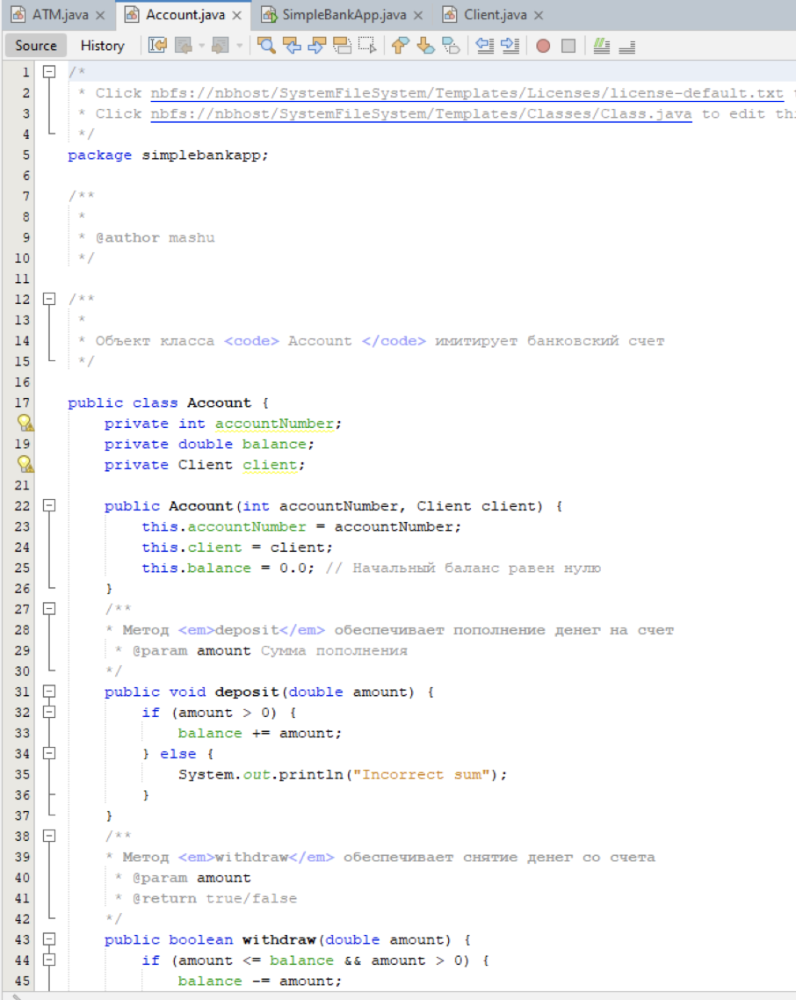 ATM.java × Account.java × SimpleBankApp.java × Client.java ×
Source History
1 /*
2 * Click nbfs://nbhost/SystemFileSystem/Templates/Licenses/license-default.txt
3 * Click nbfs://nbhost/SystemFileSystem/Templates/Classes/Class.java to edit thi
4 */
5 package simplebankapp;
6
7 /**
8 *
9 * @author mashu
10 */
11
12 /**
13 *
14 * Объект класса <code> Account </code> имитирует банковский счет
15 */
16
17 public class Account {
private int accountNumber;
19 private double balance;
private Client client;
21
22 public Account(int accountNumber, Client client) {
23 this.accountNumber = accountNumber;
24 this.client = client;
25 this.balance = 0.0; // Начальный баланс равен нулю
26 }
27 /**
28 * Метод <em>deposit</em> обеспечивает пополнение денег на счет
29 * @param amount Сумма пополнения
30 */
31 public void deposit(double amount) {
32 if (amount > 0) {
33 balance += amount;
34 } else {
35 System.out.println("Incorrect sum");
36 }
37 }
38 /**
39 * Метод <em>withdraw</em> обеспечивает снятие денег со счета
40 * @param amount
41 * @return true/false
42 */
43 public boolean withdraw(double amount) {
44 if (amount <= balance && amount > 0) {
45 balance -= amount;